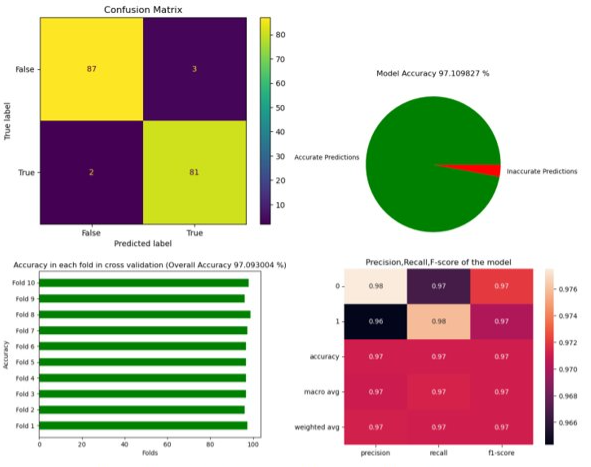 Confusion Matrix
True label
False
True
87
3
2
81
False
True
Predicted label
80
70
60
50
40
30
20
10
Model Accuracy 97.109827 %
Accurate Predictions
Inaccurate Predictions
Accuracy in each fold in cross validation (Overall Accuracy 97.093004 %)
Accuracy
Fold 10
Fold 9
Fold 8
Fold 7
Fold 6
Fold 5
Fold 4
Fold 3
Fold 2
Fold 1
0
20
40
60
80
100
Folds
Precision,Recall,F-score of the model
0
0.98
0.97
0.97
1
0.96
0.98
0.97
accuracy
0.97
0.97
0.97
macro avg
0.97
0.97
0.97
weighted avg
0.97
0.97
0.97
precision
recall
f1-score
0.976
0.974
0.972
0.970
0.968
0.966